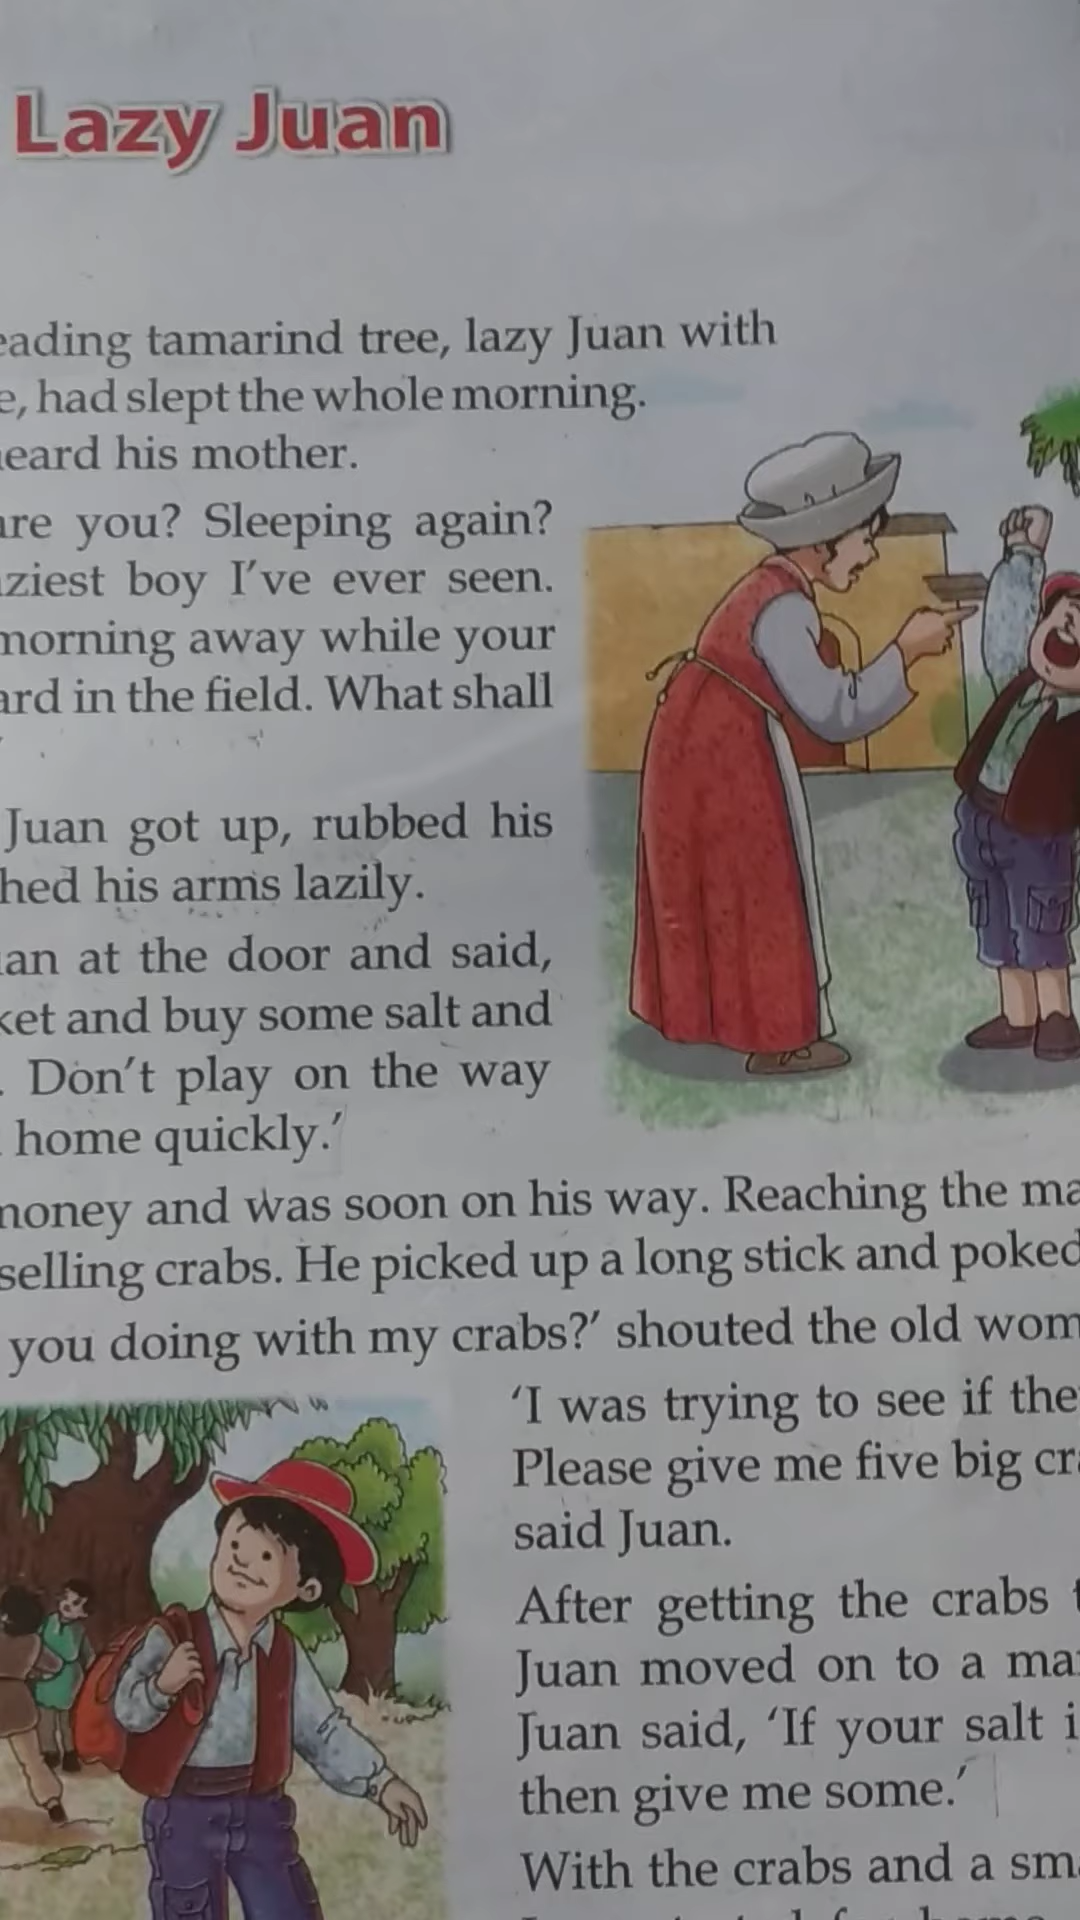 Lazy Juan
eading tamarind tree, lazy Juan with
e, had slept the whole morning.
eard his mother.
are you? Sleeping again?
ziest boy I've ever seen.
morning away while your
ard in the field. What shall
Juan got up, rubbed his
hed his arms lazily.
an at the door and said,
ket and buy some salt and
. Don't play on the way
home quickly.'
money and was soon on his way. Reaching the ma
selling crabs. He picked up a long stick and poked
you doing with my crabs?' shouted the old wom
'I was trying to see if the
Please give me five big cra
said Juan.
After getting the crabs t
Juan moved on to a ma
Juan said, 'If your salt i
then give me some.'
With the crabs and a sma